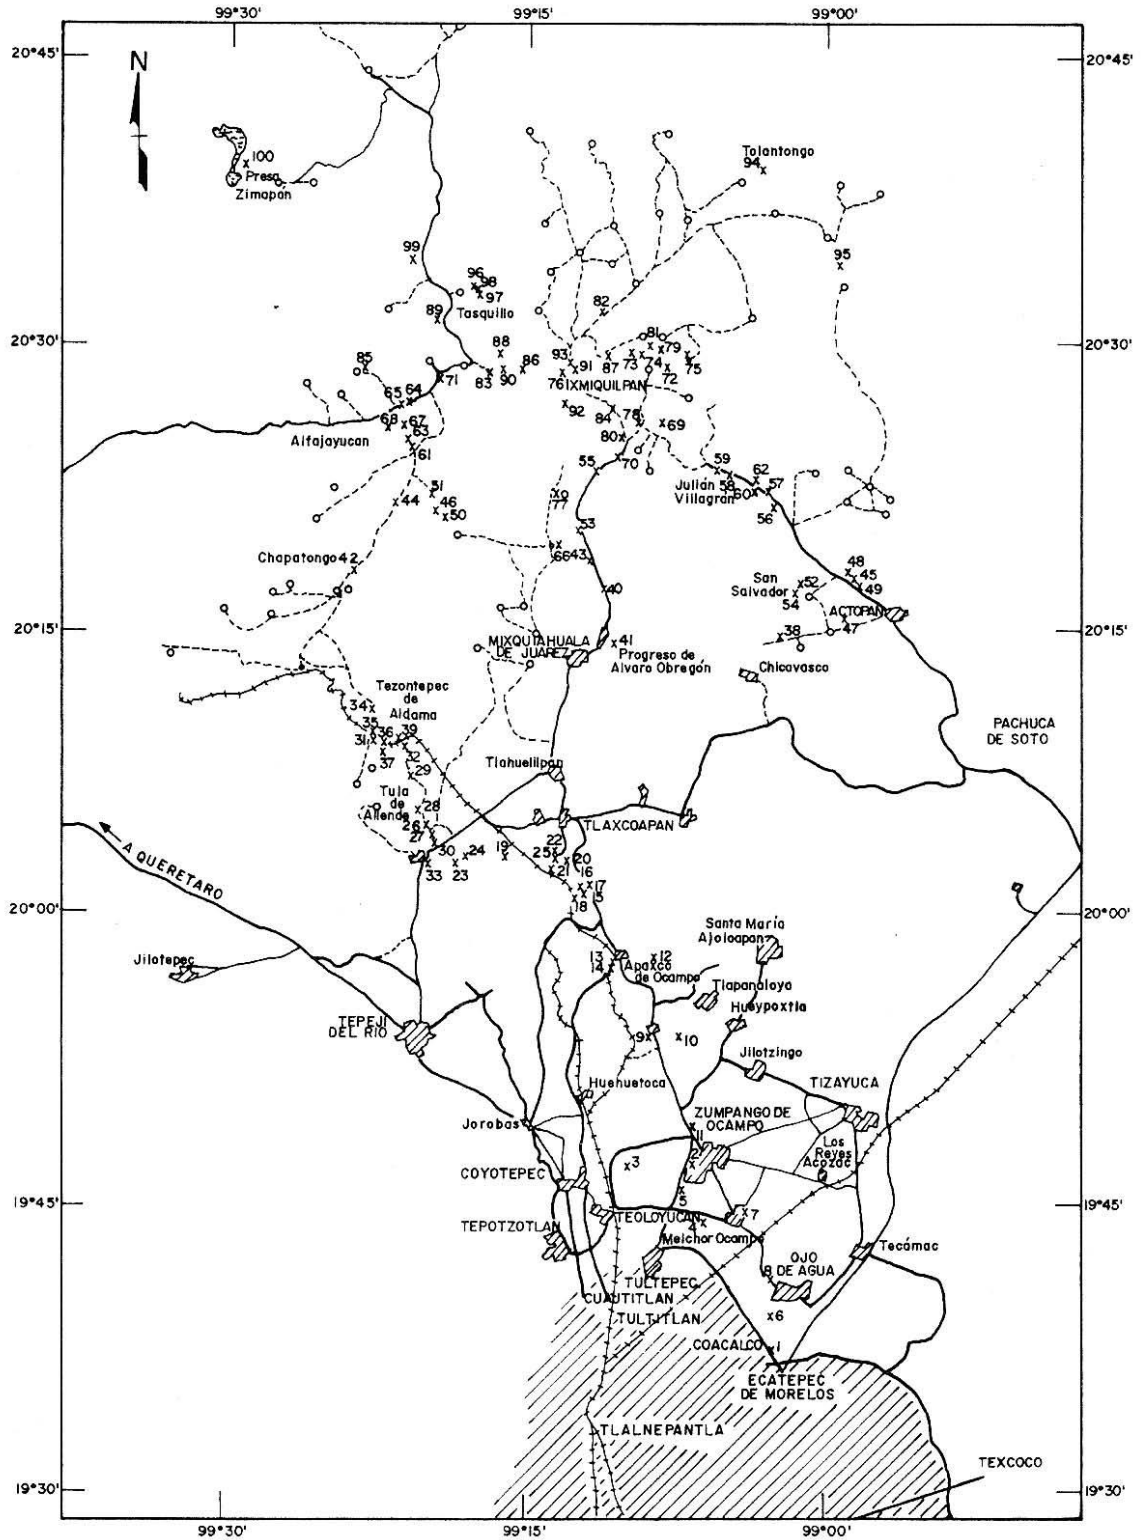 99°30'
99°15'
99°00'
20°45'
20°45'
N
100
Presa
Zimapan
Tolantongo
94
99
95
96
98
97
Tasquillo
82
89
20°30'
20°30'
88
93
81
79
85
86
87
73
74
75
83
90
91
72
71
76
IXMIQUILPAN
64
65
92
84
78
69
68
67
63
80
Alfajayucan
61
70
55
59
62
Julián
Villagrán
58
60
57
51
77
56
44
46
50
53
66
43
Chapatongo 42
48
San
Salvador
52
45
49
54
40
ACTOPAN
20°15'
20°15'
MIXQUIAHUALA
DE JUAREZ
41
38
47
Progreso de
Alvaro Obregón
Chicavasco
Tezontepec
de
Aldama
34
35
36
39
31
PACHUCA
DE SOTO
37
32
29
Tlahuelilpan
Tula
de
Allende
28
26
27
TLAXCOAPAN
22
30
24
19
25
20
33
23
21
16
17
15
18
A QUERETARO
20°00'
20°00'
Santa María
Ajoloapan
Jilotepec
13
14
12
Apaxco
de Ocampo
Tlapanaloya
Hueypoxtla
TEPEJI
DEL RIO
9
10
Jilotzingo
Huehuetoca
TIZAYUCA
Jorobas
ZUMPANGO DE
OCAMPO
11
Los
Reyes
Acozac
COYOTEPEC
3
2
5
19°45'
19°45'
TEPOTZOTLAN
TEOLOYUCAN
7
4
Melchor Ocampo
Tecámac
OJO
DE AGUA
8
TULTEPEC
CUAUTITLAN
TULTITLAN
6
COACALCO
1
ECATEPEC
DE MORELOS
TLALNEPANTLA
TEXCOCO
19°30'
19°30'
99°30'
99°15'
99°00'